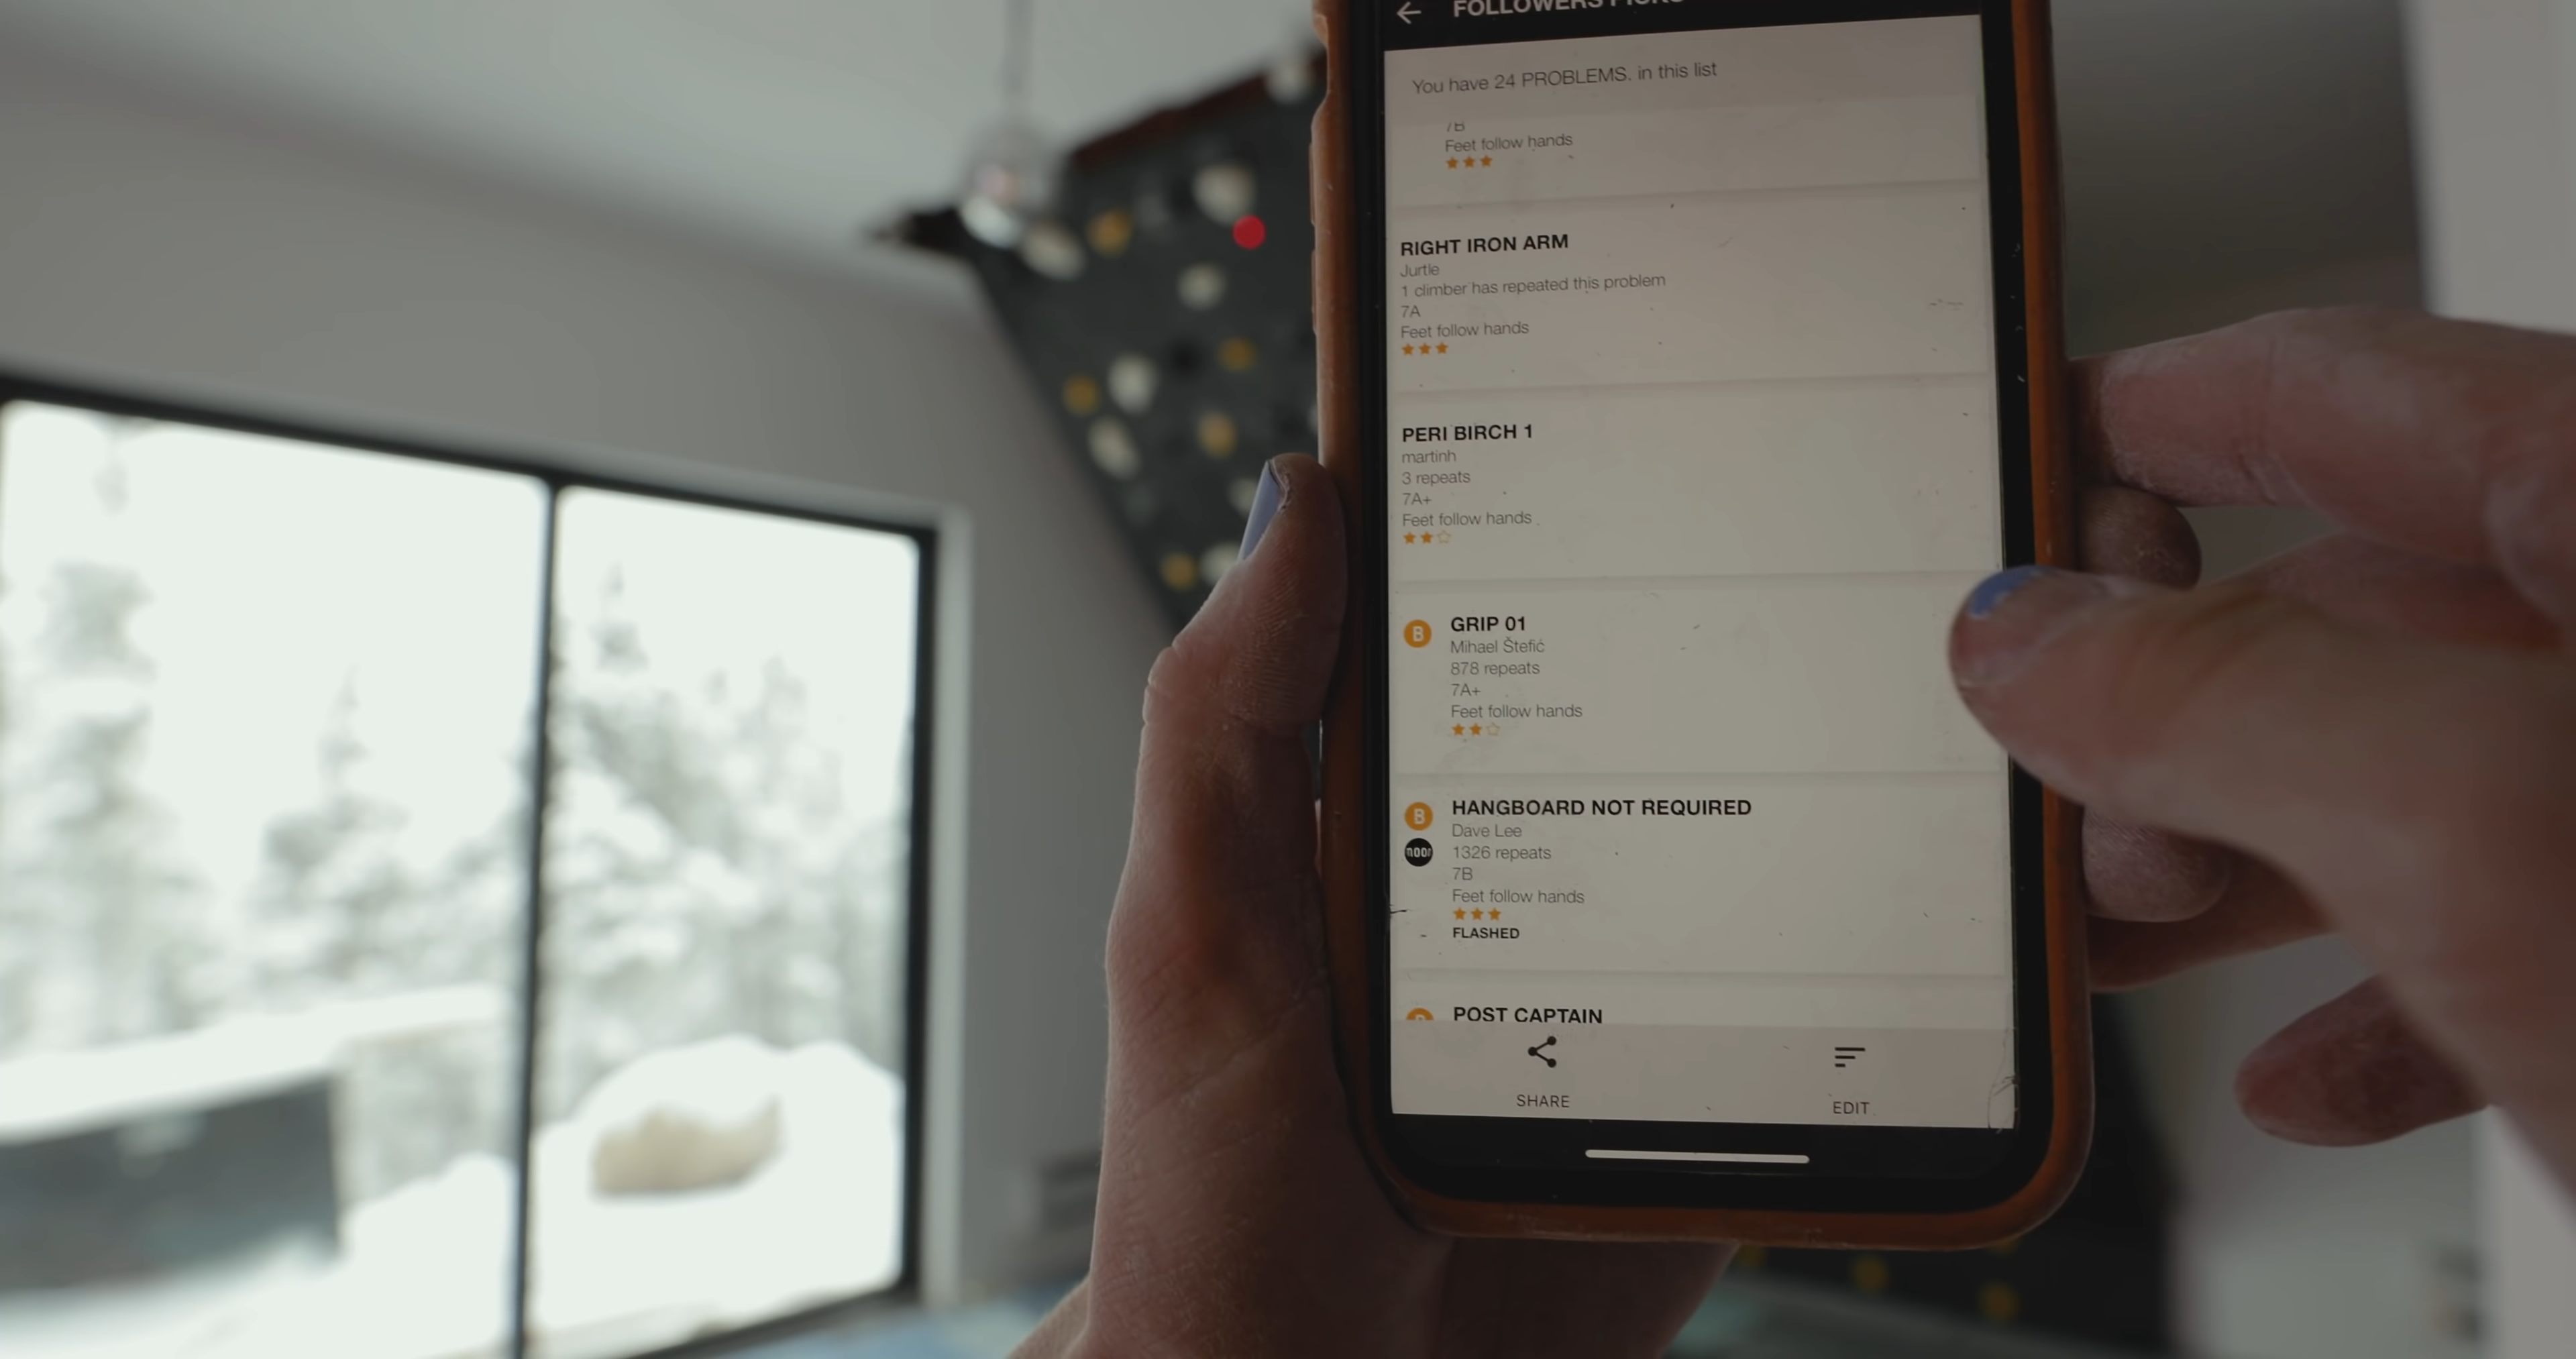 FOLLOWERS PICKS
You have 24 PROBLEMS. in this list
7B
Feet follow hands
RIGHT IRON ARM
Jurtle
1 climber has repeated this problem
7A
Feet follow hands
PERI BIRCH 1
martinh
3 repeats
7A+
Feet follow hands
B
GRIP 01
Mihael Štefić
878 repeats
7A+
Feet follow hands
B
HANGBOARD NOT REQUIRED
Dave Lee
1326 repeats
7B
Feet follow hands
FLASHED
POST CAPTAIN
SHARE
EDIT